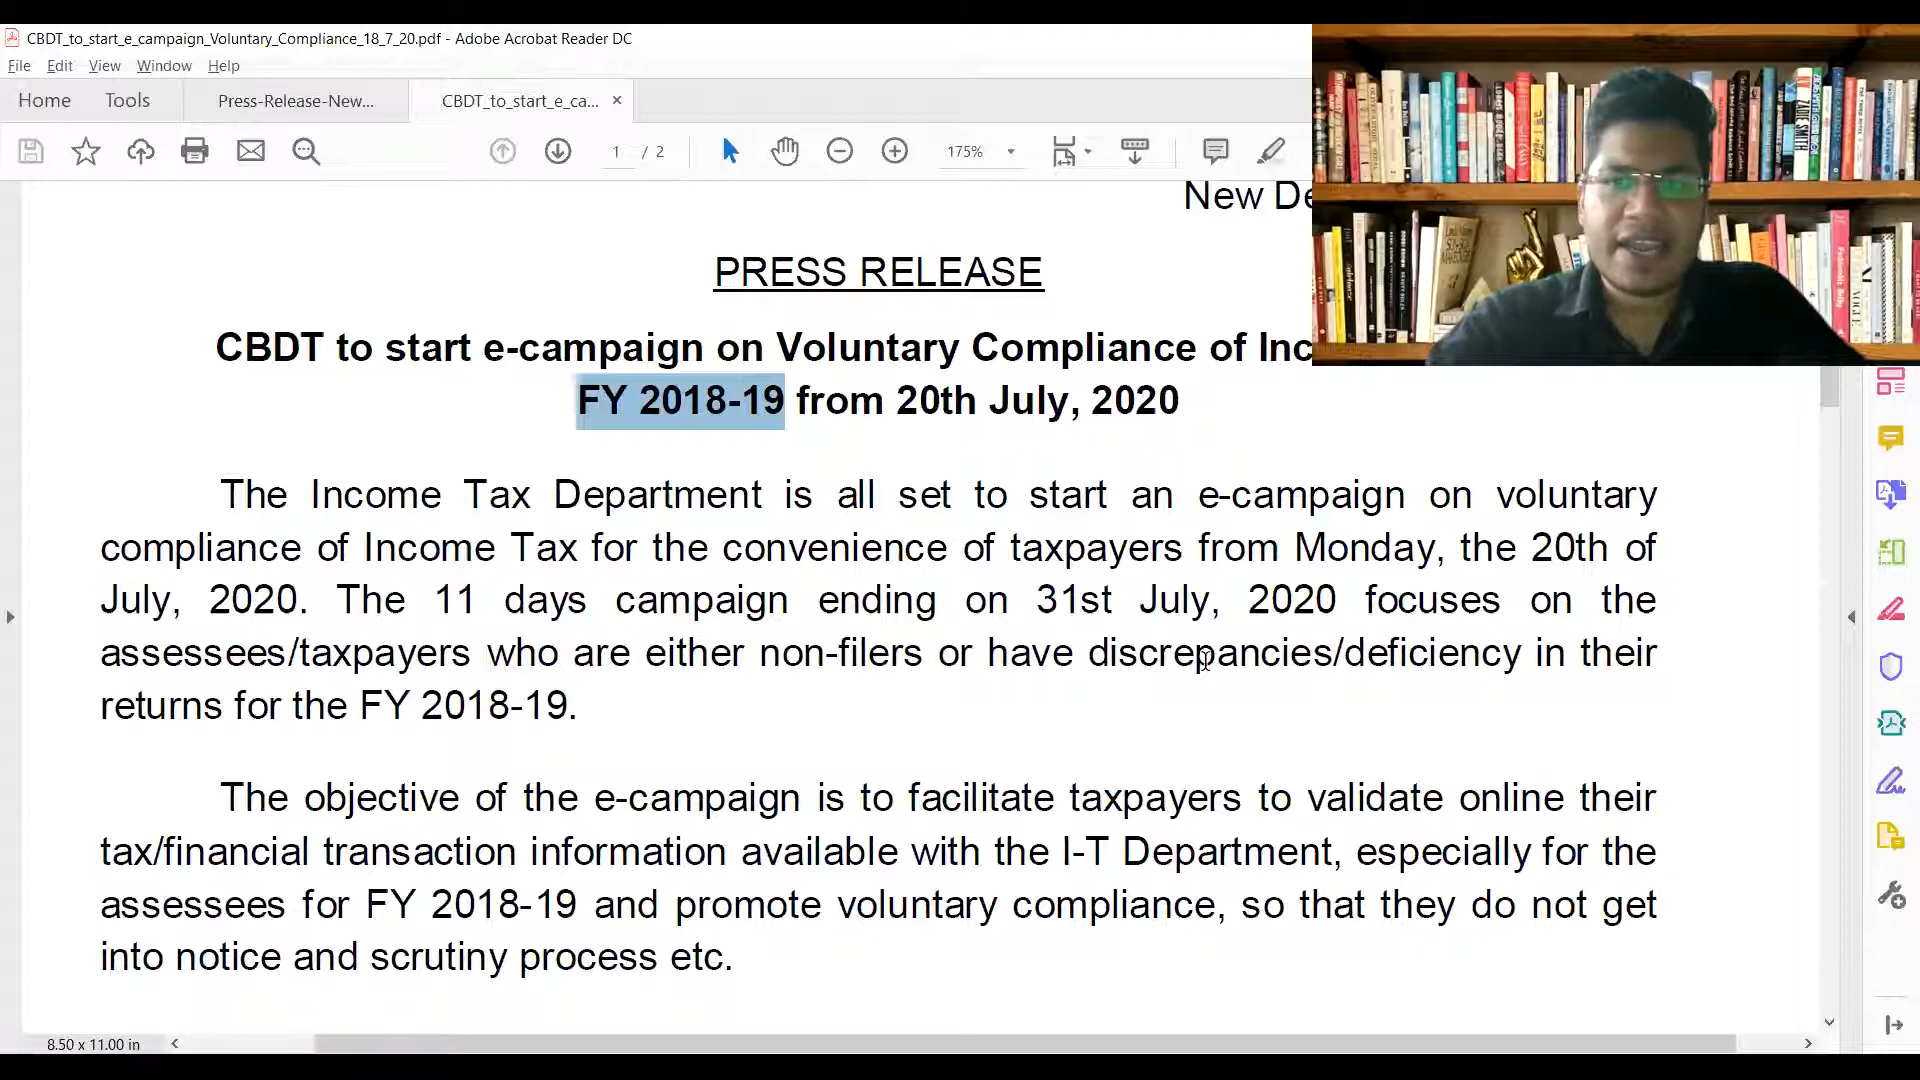 CBDT_to_start_e_campaign_Voluntary_Compliance_18_7_20.pdf - Adobe Acrobat Reader DC
File Edit View Window Help
Home Tools Press-Release-New... CBDT_to_start_e_ca... ×
1 / 2 175%
New De
PRESS RELEASE
CBDT to start e-campaign on Voluntary Compliance of Inc
FY 2018-19 from 20th July, 2020
The Income Tax Department is all set to start an e-campaign on voluntary
compliance of Income Tax for the convenience of taxpayers from Monday, the 20th of
July, 2020. The 11 days campaign ending on 31st July, 2020 focuses on the
assessees/taxpayers who are either non-filers or have discrepancies/deficiency in their
returns for the FY 2018-19.
The objective of the e-campaign is to facilitate taxpayers to validate online their
tax/financial transaction information available with the I-T Department, especially for the
assessees for FY 2018-19 and promote voluntary compliance, so that they do not get
into notice and scrutiny process etc.
8.50 x 11.00 in
ZADIE SMITH
VOGUE